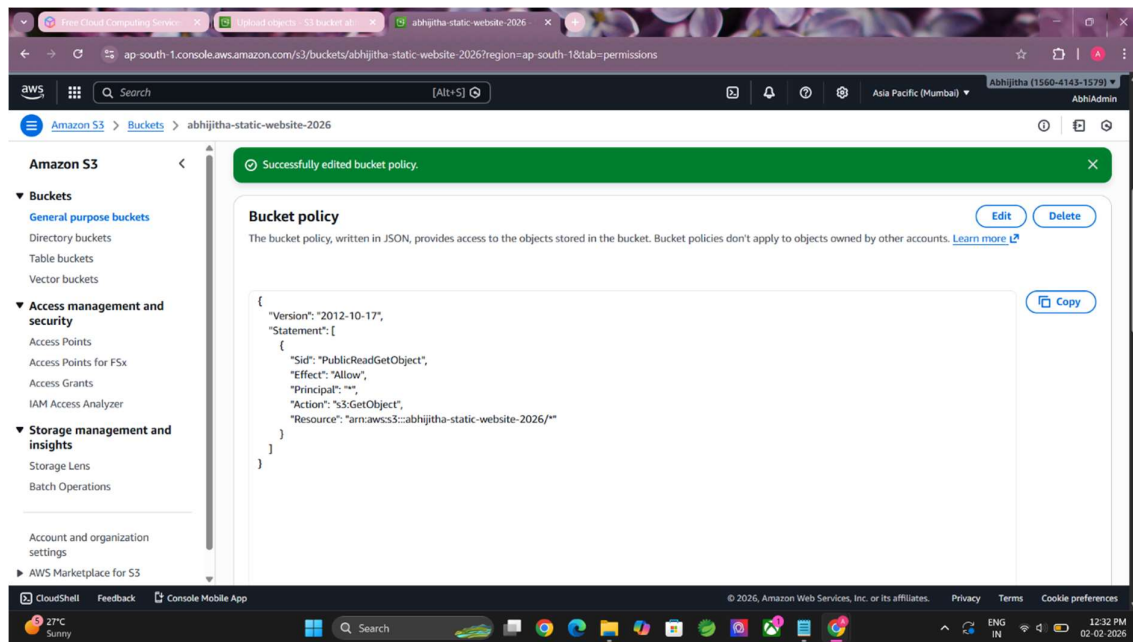 Free Cloud Computing Service
Upload objects - S3 bucket ab
abhijitha-static-website-2026
ap-south-1.console.aws.amazon.com/s3/buckets/abhijitha-static-website-2026?region=ap-south-1&tab=permissions
A
aws
Search
[Alt+S]
Asia Pacific (Mumbai) ▼
Abhijitha (1560-4143-1579) ▼
AbhiAdmin
Amazon S3 > Buckets > abhijitha-static-website-2026
Amazon S3
Buckets
General purpose buckets
Directory buckets
Table buckets
Vector buckets
Access management and
security
Access Points
Access Points for FSx
Access Grants
IAM Access Analyzer
Storage management and
insights
Storage Lens
Batch Operations
Account and organization
settings
AWS Marketplace for S3
Successfully edited bucket policy.
Bucket policy
Edit
Delete
The bucket policy, written in JSON, provides access to the objects stored in the bucket. Bucket policies don't apply to objects owned by other accounts. Learn more
Copy
{
"Version": "2012-10-17",
"Statement": [
{
"Sid": "PublicReadGetObject",
"Effect": "Allow",
"Principal": "*",
"Action": "s3:GetObject",
"Resource": "arn:aws:s3:::abhijitha-static-website-2026/*"
}
]
}
CloudShell Feedback Console Mobile App
© 2026, Amazon Web Services, Inc. or its affiliates. Privacy Terms Cookie preferences
5
27°C
Sunny
Search
ENG
IN
12:32 PM
02-02-2026